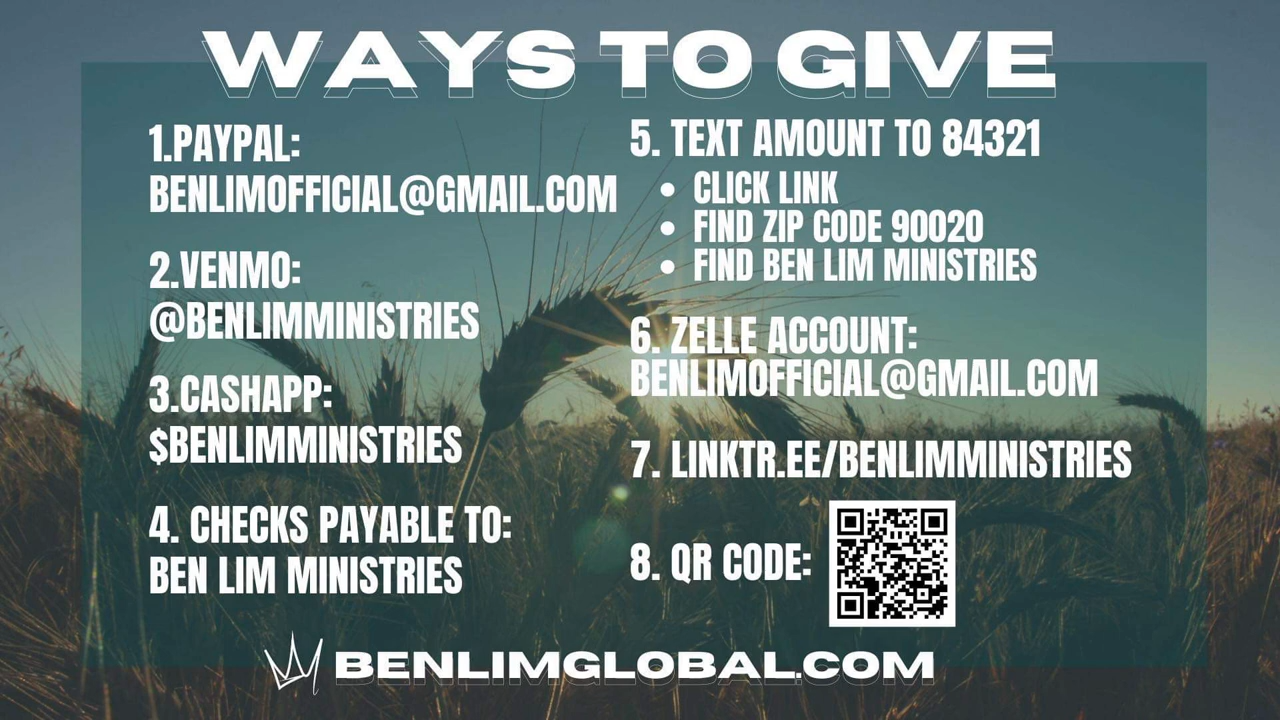 WAYS TO GIVE
1.PAYPAL:
BENLIMOFFICIAL@GMAIL.COM
2.VENMO:
@BENLIMMINISTRIES
3.CASHAPP:
$BENLIMMINISTRIES
4. CHECKS PAYABLE TO:
BEN LIM MINISTRIES
5. TEXT AMOUNT TO 84321
• CLICK LINK
• FIND ZIP CODE 90020
• FIND BEN LIM MINISTRIES
6. ZELLE ACCOUNT:
BENLIMOFFICIAL@GMAIL.COM
7. LINKTR.EE/BENLIMMINISTRIES
8. QR CODE:
BENLIMGLOBAL.COM